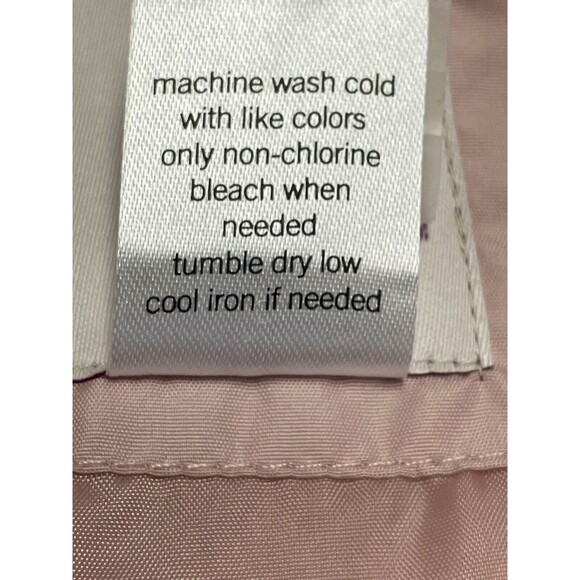 machine wash cold
with like colors
only non-chlorine
bleach when
needed
tumble dry low
cool iron if needed